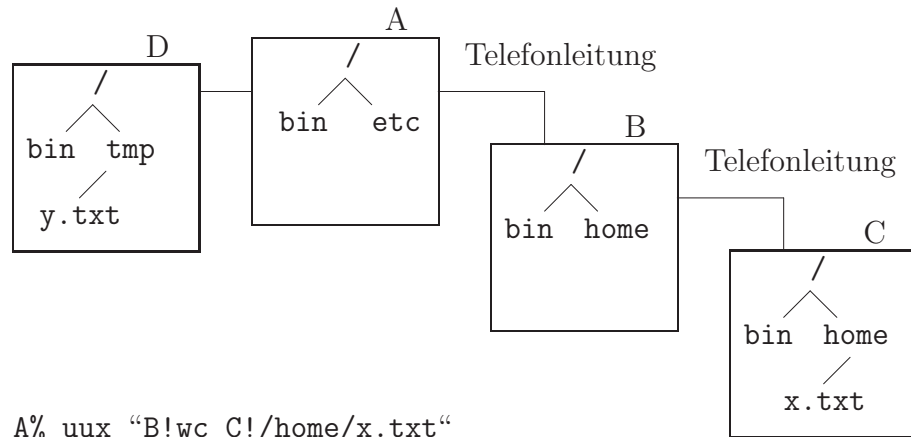 D
/
bin tmp
y.txt
A
/
bin etc
Telefonleitung
B
/
bin home
Telefonleitung
C
/
bin home
x.txt
A% uux “B!wc C!/home/x.txt“